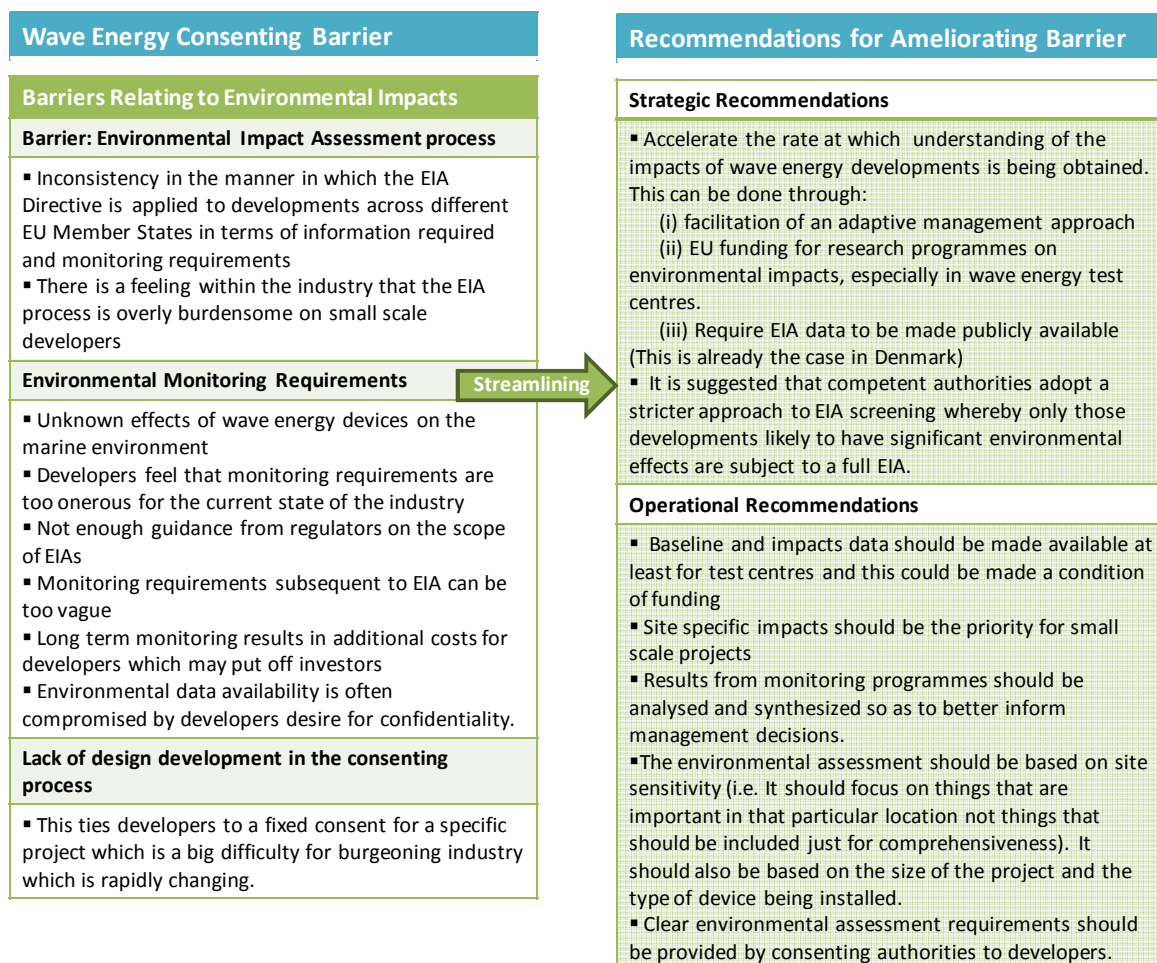 Wave Energy Consenting Barrier
Barriers Relating to Environmental Impacts
Barrier: Environmental Impact Assessment process
▪ Inconsistency in the manner in which the EIA
Directive is applied to developments across different
EU Member States in terms of information required
and monitoring requirements
▪ There is a feeling within the industry that the EIA
process is overly burdensome on small scale
developers
Environmental Monitoring Requirements
▪ Unknown effects of wave energy devices on the
marine environment
▪ Developers feel that monitoring requirements are
too onerous for the current state of the industry
▪ Not enough guidance from regulators on the scope
of EIAs
▪ Monitoring requirements subsequent to EIA can be
too vague
▪ Long term monitoring results in additional costs for
developers which may put off investors
▪ Environmental data availability is often
compromised by developers desire for confidentiality.
Lack of design development in the consenting
process
▪ This ties developers to a fixed consent for a specific
project which is a big difficulty for burgeoning industry
which is rapidly changing.
Streamlining
Recommendations for Ameliorating Barrier
Strategic Recommendations
▪ Accelerate the rate at which understanding of the
impacts of wave energy developments is being obtained.
This can be done through:
(i) facilitation of an adaptive management approach
(ii) EU funding for research programmes on
environmental impacts, especially in wave energy test
centres.
(iii) Require EIA data to be made publicly available
(This is already the case in Denmark)
▪ It is suggested that competent authorities adopt a
stricter approach to EIA screening whereby only those
developments likely to have significant environmental
effects are subject to a full EIA.
Operational Recommendations
▪ Baseline and impacts data should be made available at
least for test centres and this could be made a condition
of funding
▪ Site specific impacts should be the priority for small
scale projects
▪ Results from monitoring programmes should be
analysed and synthesized so as to better inform
management decisions.
▪The environmental assessment should be based on site
sensitivity (i.e. It should focus on things that are
important in that particular location not things that
should be included just for comprehensiveness). It
should also be based on the size of the project and the
type of device being installed.
▪ Clear environmental assessment requirements should
be provided by consenting authorities to developers.